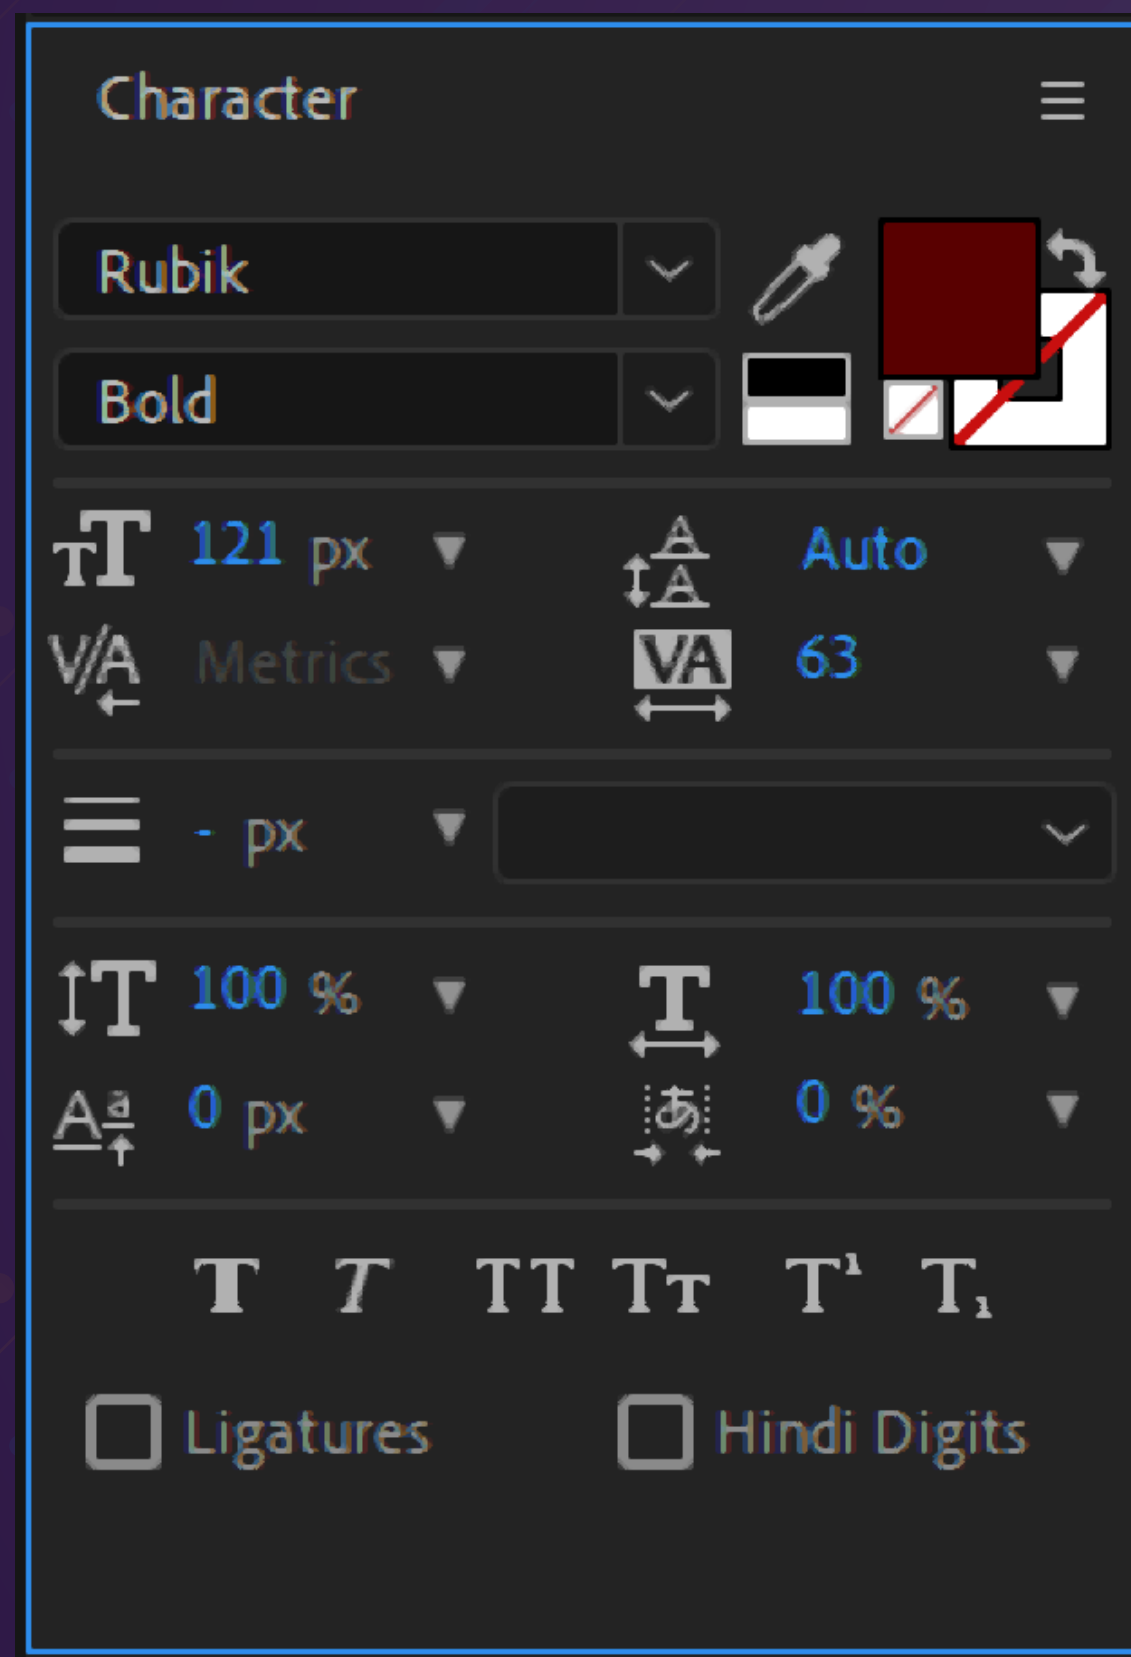 Character
Rubik
Bold
121 px
Auto
Metrics
63
- px
100 %
100 %
0 px
0 %
Ligatures
Hindi Digits